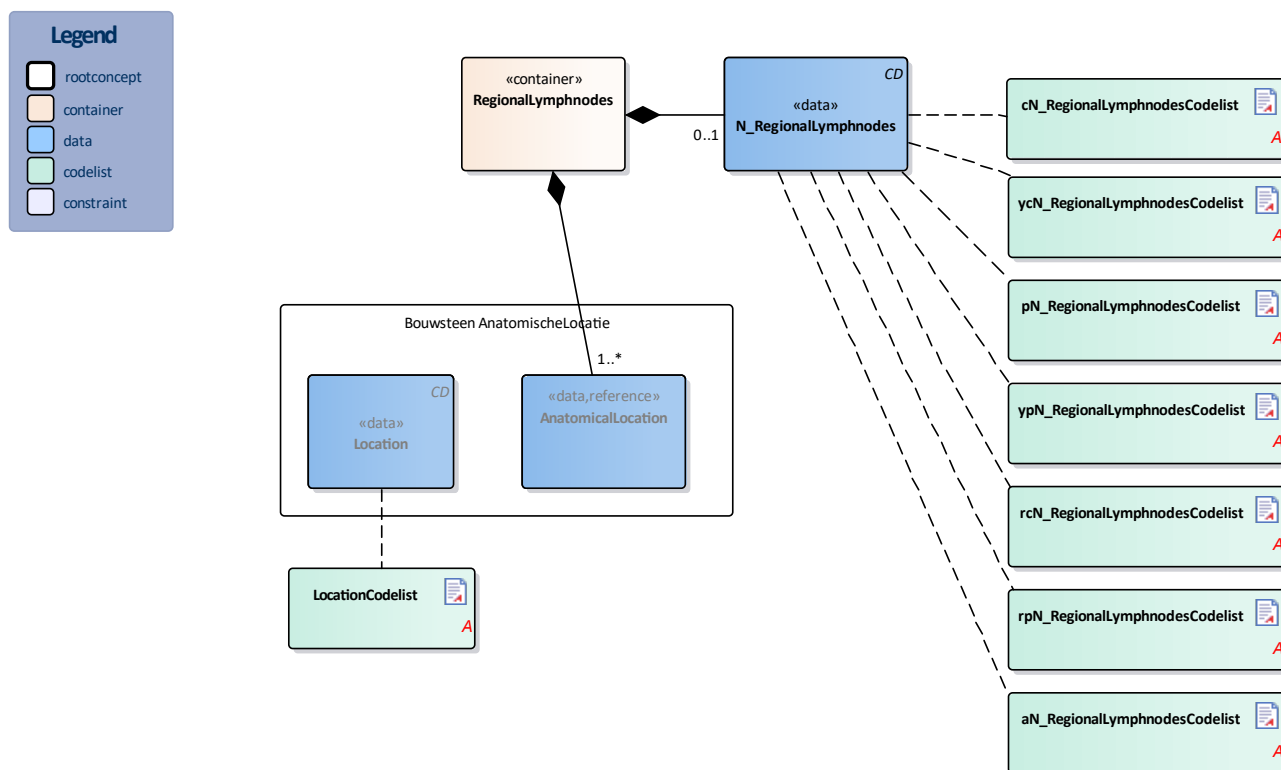 Legend
rootconcept
container
data
codelist
constraint
«container»
RegionalLymphnodes
CD
«data»
N_RegionalLymphnodes
0..1
cN_RegionalLymphnodesCodelist
A
ycN_RegionalLymphnodesCodelist
A
pN_RegionalLymphnodesCodelist
A
ypN_RegionalLymphnodesCodelist
A
rcN_RegionalLymphnodesCodelist
A
rpN_RegionalLymphnodesCodelist
A
aN_RegionalLymphnodesCodelist
A
Bouwsteen AnatomischeLocatie
1..*
CD
«data»
Location
«data,reference»
AnatomicalLocation
LocationCodelist
A